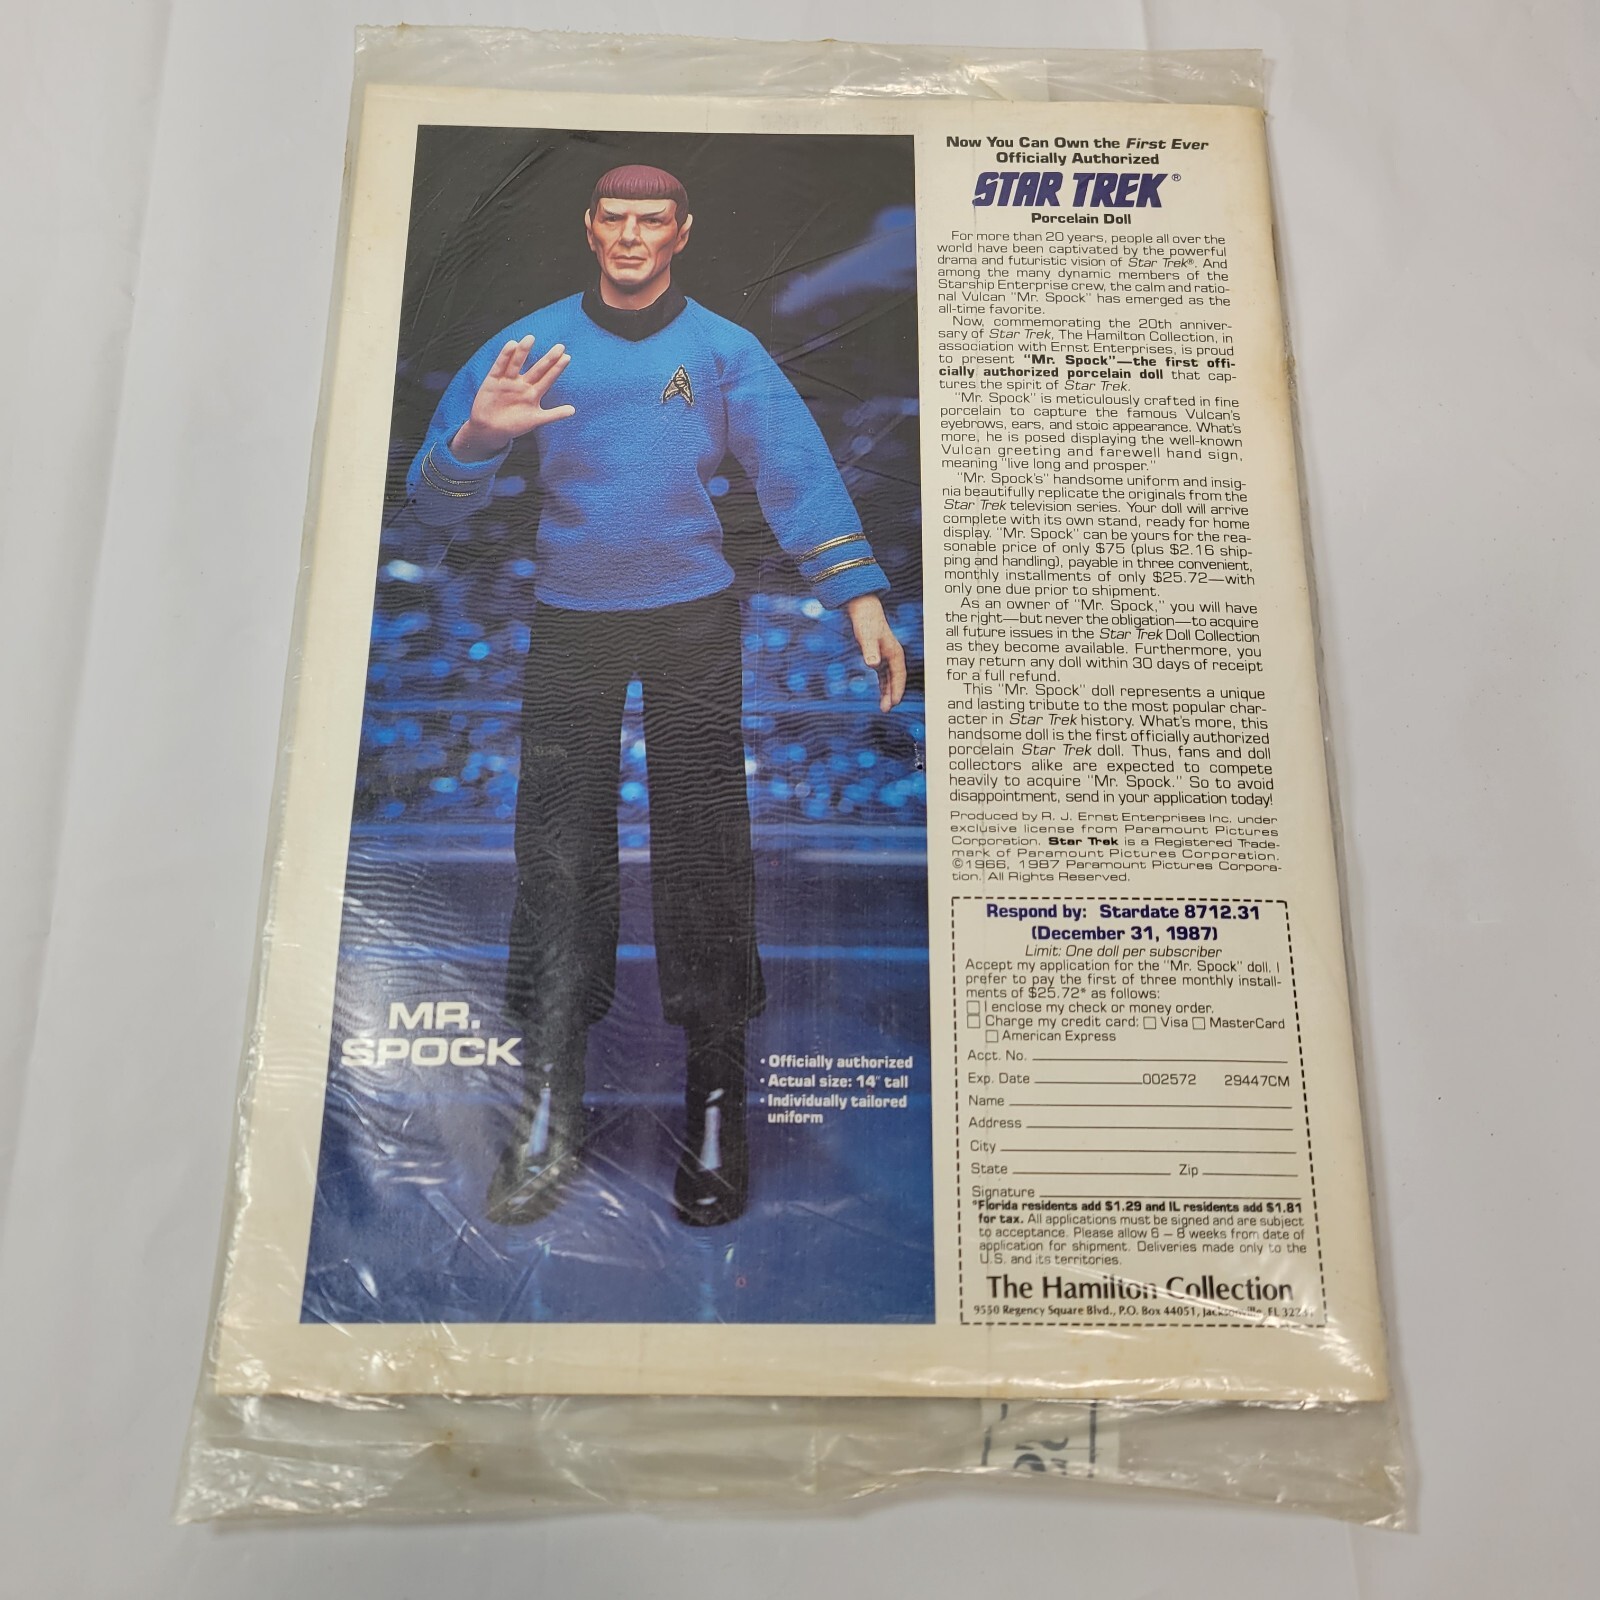 Now You Can Own the First Ever
Officially Authorized
STAR TREK®
Porcelain Doll
For more than 20 years, people all over the
world have been captivated by the powerful
drama and futuristic vision of Star Trek®. And
among the many dynamic members of the
Starship Enterprise crew, the calm and ratio-
nal Vulcan "Mr. Spock" has emerged as the
all-time favorite.
Now, commemorating the 20th anniver-
sary of Star Trek, The Hamilton Collection, in
association with Ernst Enterprises, is proud
to present "Mr. Spock"—the first offi-
cially authorized porcelain doll that cap-
tures the spirit of Star Trek.
"Mr. Spock" is meticulously crafted in fine
porcelain to capture the famous Vulcan's
eyebrows, ears, and stoic appearance. What's
more, he is posed displaying the well-known
Vulcan greeting and farewell hand sign,
meaning "live long and prosper."
"Mr. Spock's" handsome uniform and insig-
nia beautifully replicate the originals from the
Star Trek television series. Your doll will arrive
complete with its own stand, ready for home
display. "Mr. Spock" can be yours for the rea-
sonable price of only $75 (plus $2.16 ship-
ping and handling), payable in three convenient,
monthly installments of only $25.72—with
only one due prior to shipment.
As an owner of "Mr. Spock," you will have
the right—but never the obligation—to acquire
all future issues in the Star Trek Doll Collection
as they become available. Furthermore, you
may return any doll within 30 days of receipt
for a full refund.
This "Mr. Spock" doll represents a unique
and lasting tribute to the most popular char-
acter in Star Trek history. What's more, this
handsome doll is the first officially authorized
porcelain Star Trek doll. Thus, fans and doll
collectors alike are expected to compete
heavily to acquire "Mr. Spock." So to avoid
disappointment, send in your application today!
Produced by R. J. Ernst Enterprises Inc. under
exclusive license from Paramount Pictures
Corporation. Star Trek is a Registered Trade-
mark of Paramount Pictures Corporation.
©1966, 1987 Paramount Pictures Corpora-
tion. All Rights Reserved.
MR.
SPOCK
• Officially authorized
• Actual size: 14" tall
• Individually tailored
uniform
Respond by: Stardate 8712.31
(December 31, 1987)
Limit: One doll per subscriber
Accept my application for the "Mr. Spock" doll. I
prefer to pay the first of three monthly install-
ments of $25.72* as follows:
I enclose my check or money order.
Charge my credit card: Visa MasterCard
American Express
Acct. No.
Exp. Date 002572 29447CM
Name
Address
City
State Zip
Signature
*Florida residents add $1.29 and IL residents add $1.81
for tax. All applications must be signed and are subject
to acceptance. Please allow 6 – 8 weeks from date of
application for shipment. Deliveries made only to the
U.S. and its territories.
The Hamilton Collection
9550 Regency Square Blvd., P.O. Box 44051, Jacksonville, FL